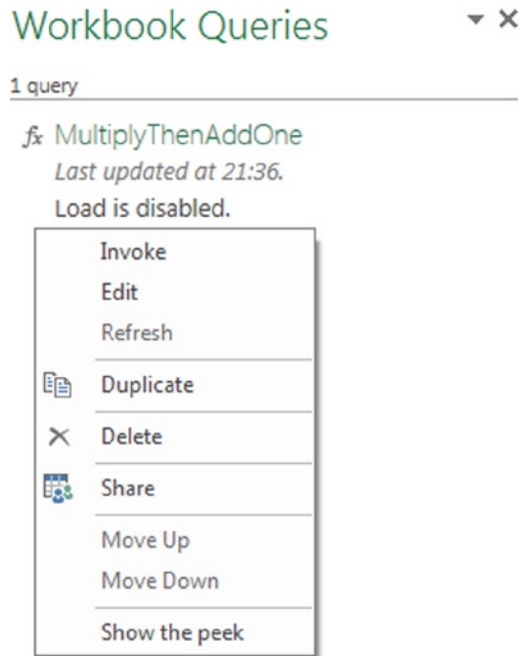 Workbook Queries
1 query
fx MultiplyThenAddOne
Last updated at 21:36.
Load is disabled.
Invoke
Edit
Refresh
Duplicate
Delete
Share
Move Up
Move Down
Show the peek